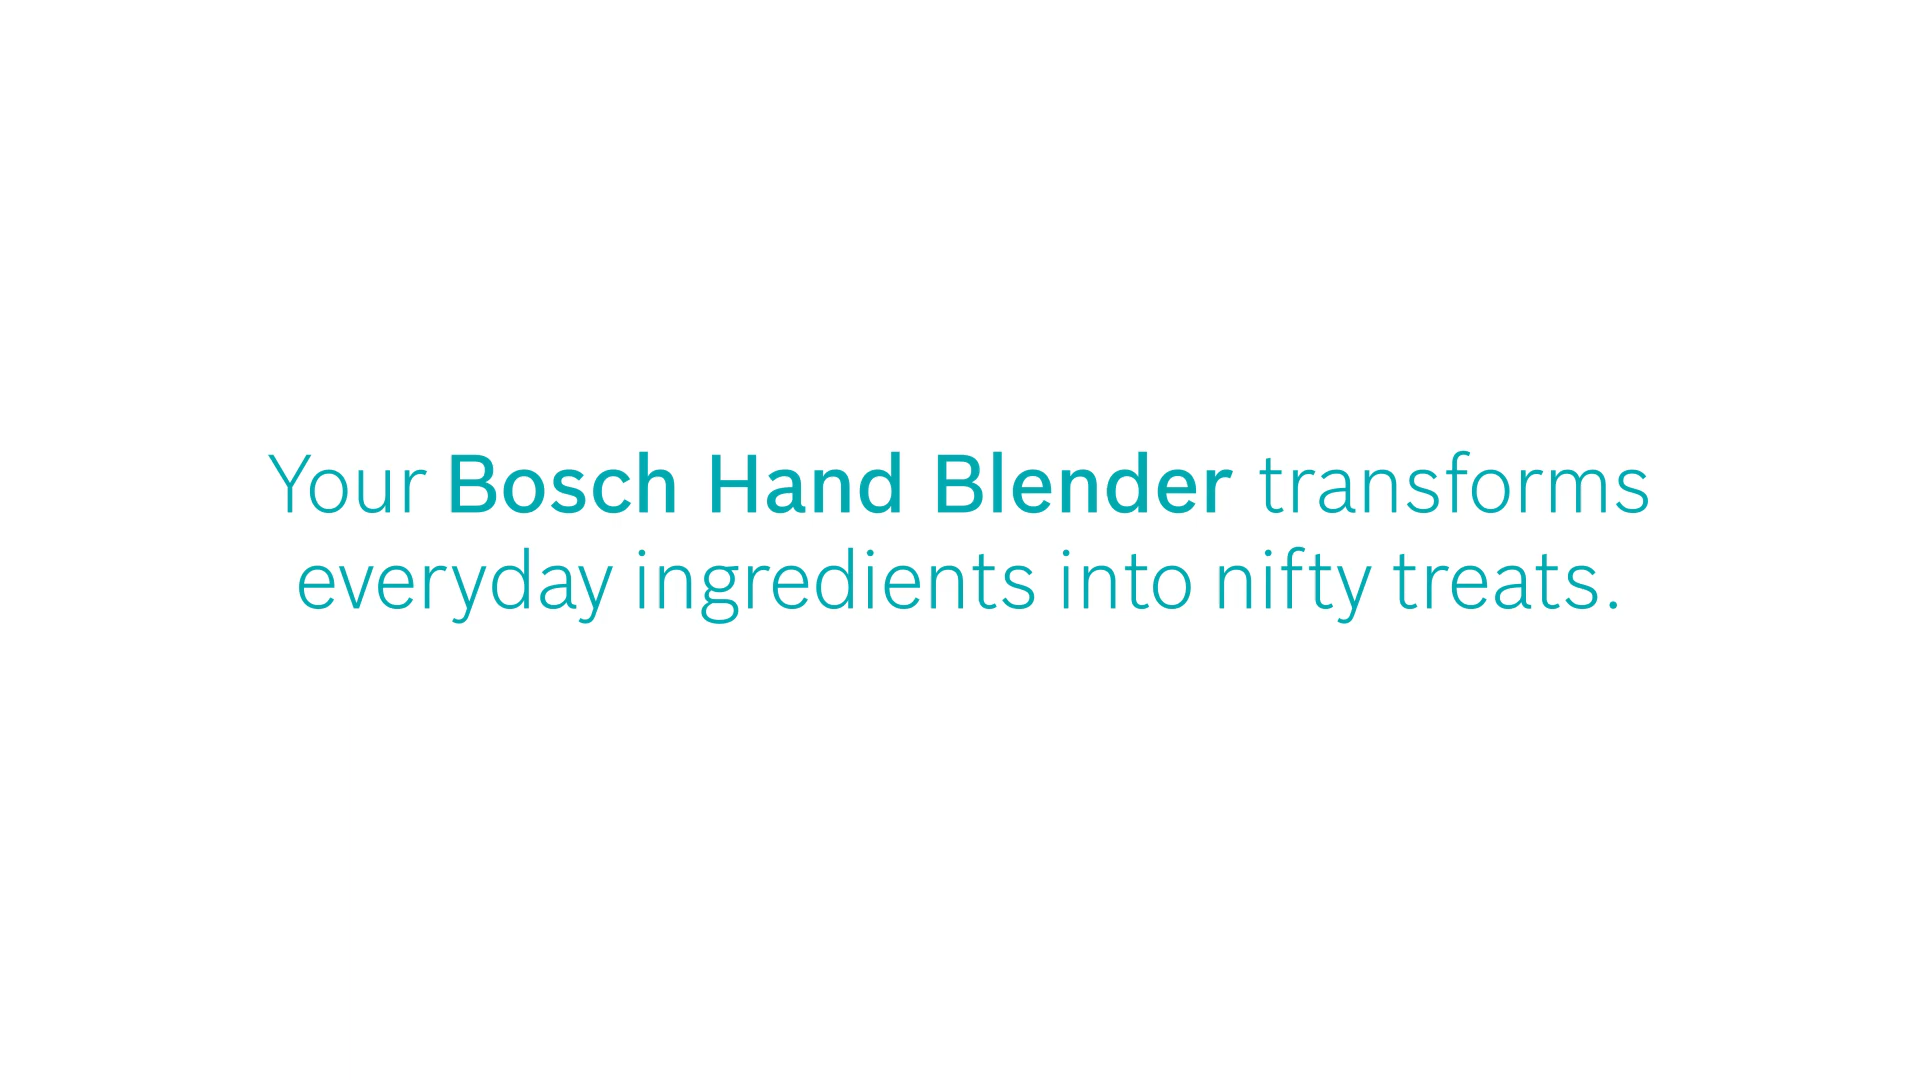 Your Bosch Hand Blender transforms
everyday ingredients into nifty treats.